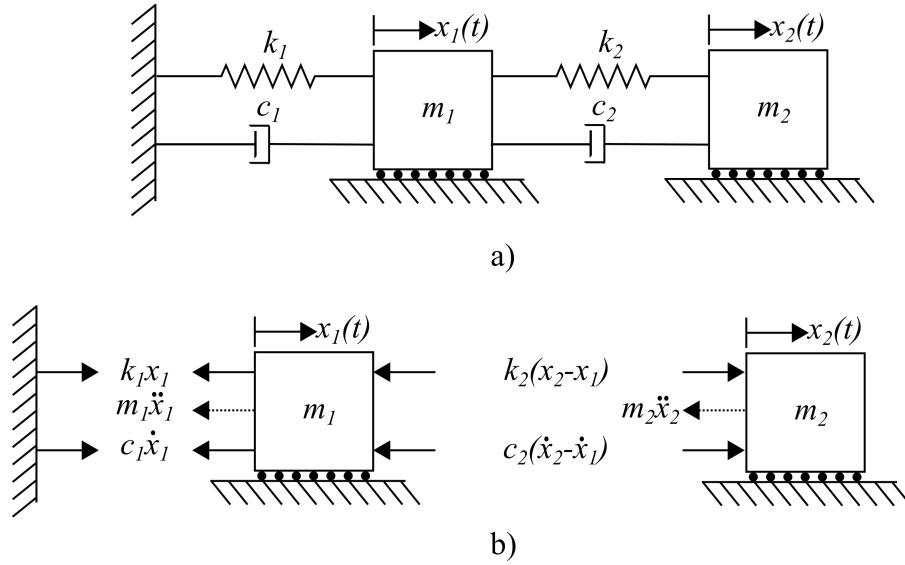 x₁(t) x₂(t)
k₁ k₂
c₁ m₁ c₂ m₂
a)
x₁(t) x₂(t)
k₁x₁ k₂(x₂-x₁)
m₁ẍ₁ m₁ m₂ẍ₂ m₂
c₁ẋ₁ c₂(ẋ₂-ẋ₁)
b)